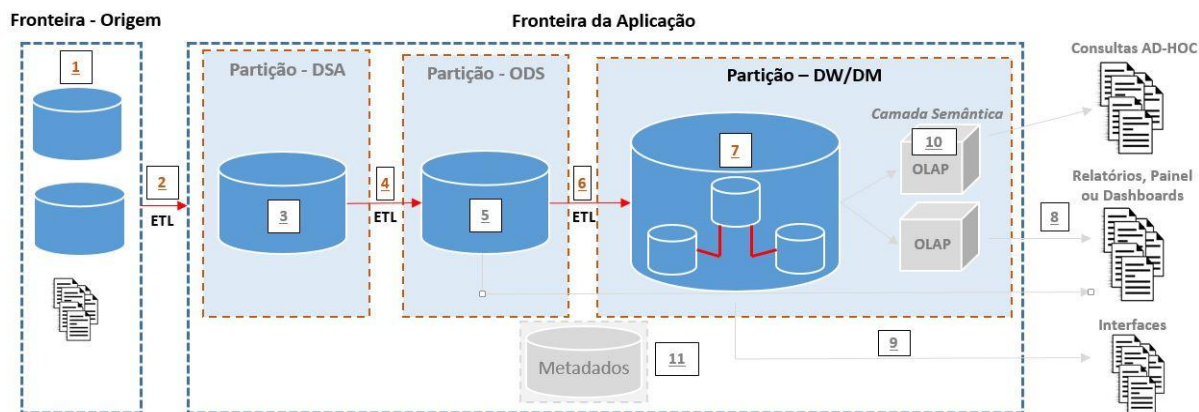 Fronteira - Origem
Fronteira da Aplicação
1
2
ETL
Partição - DSA
3
4
ETL
Partição - ODS
5
6
ETL
Partição – DW/DM
7
Camada Semântica
10
OLAP
OLAP
Consultas AD-HOC
Relatórios, Painel
ou Dashboards
8
Interfaces
9
Metadados
11